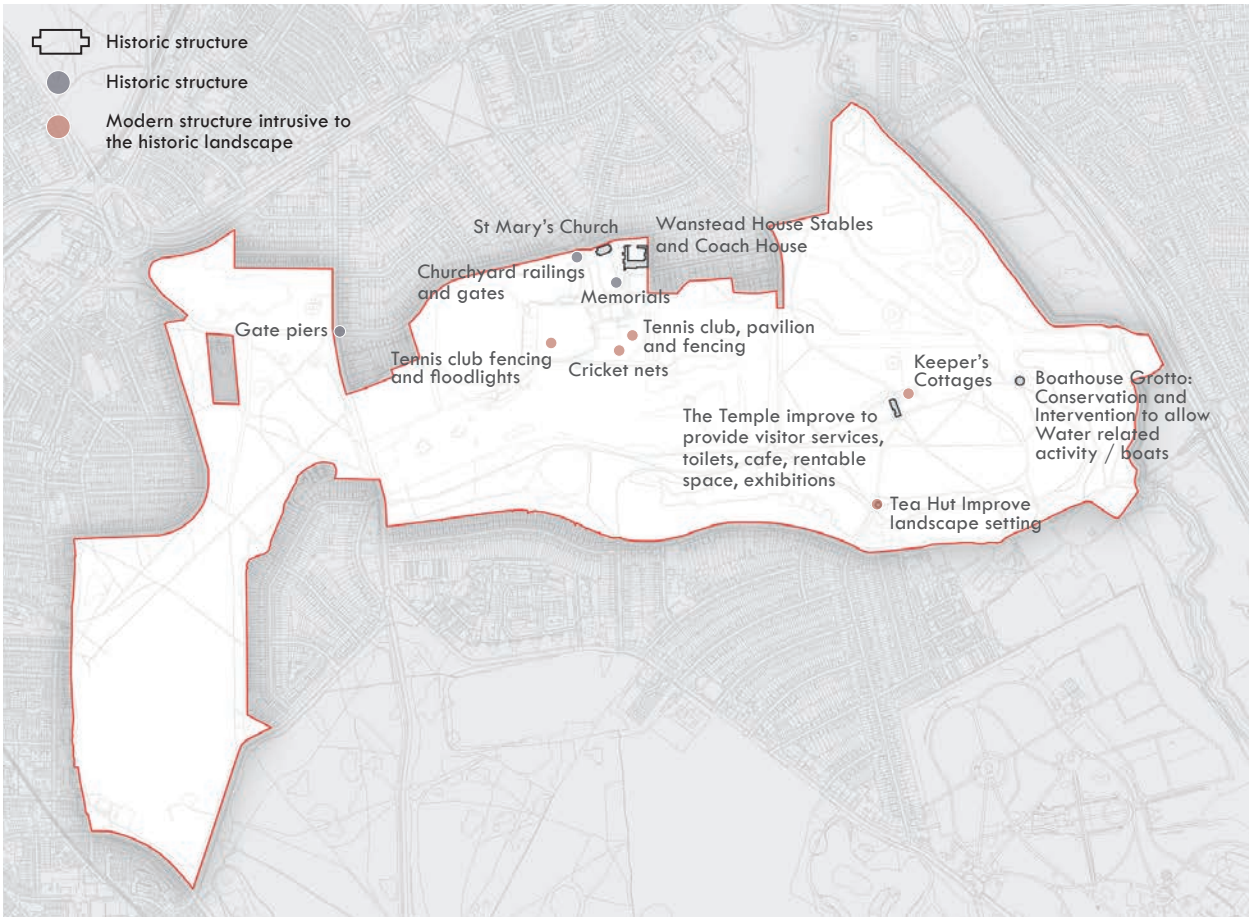 Historic structure
Historic structure
Modern structure intrusive to
the historic landscape
St Mary's Church
Wanstead House Stables
and Coach House
Churchyard railings
and gates
Memorials
Gate piers
Tennis club, pavilion
and fencing
Tennis club fencing
and floodlights
Cricket nets
Keeper's
Cottages
Boathouse Grotto:
Conservation and
Intervention to allow
Water related
activity / boats
The Temple improve to
provide visitor services,
toilets, cafe, rentable
space, exhibitions
Tea Hut Improve
landscape setting